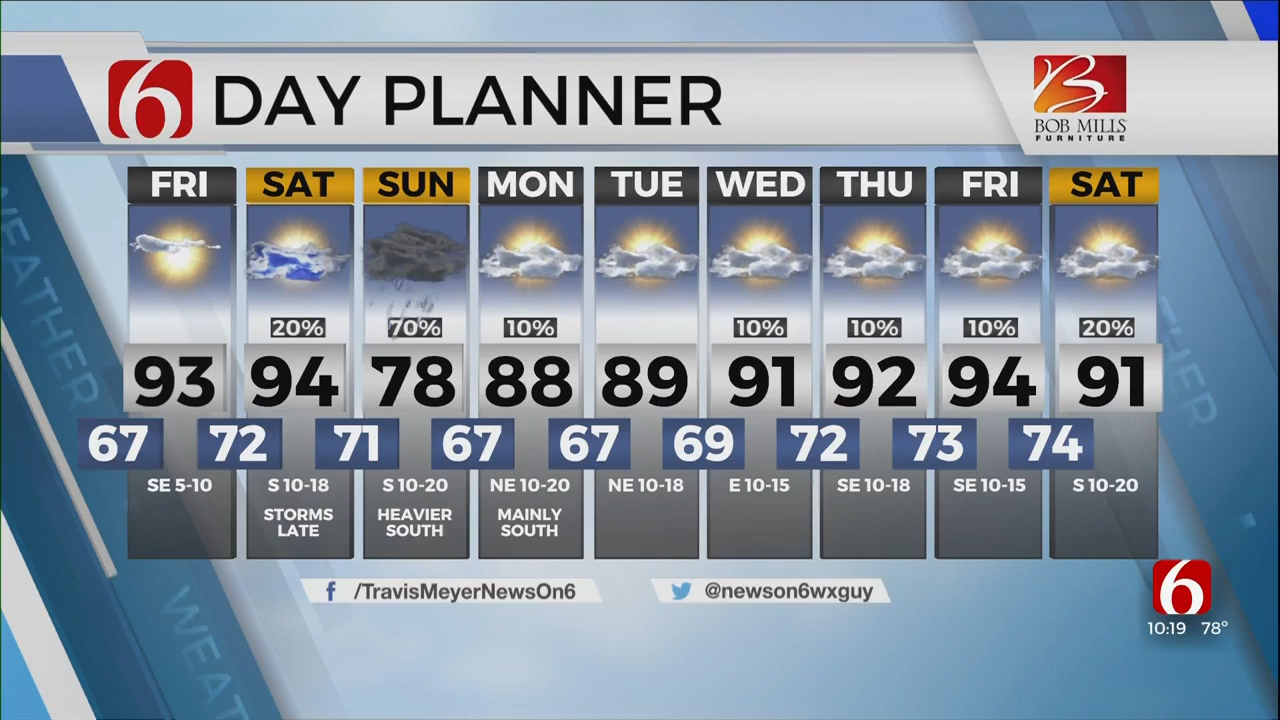 6 DAY PLANNER
B
BOB MILLS
FURNITURE
FRI SAT SUN MON TUE WED THU FRI SAT
20% 70% 10% 10% 10% 10% 20%
93 94 78 88 89 91 92 94 91
67 72 71 67 67 69 72 73 74
SE 5-10 S 10-18 S 10-20 NE 10-20 NE 10-18 E 10-15 SE 10-18 SE 10-15 S 10-20
STORMS HEAVIER MAINLY
LATE SOUTH SOUTH
f /TravisMeyerNewsOn6 @newson6wxguy
6
10:19 78°
WEATHER
WEAT
THER